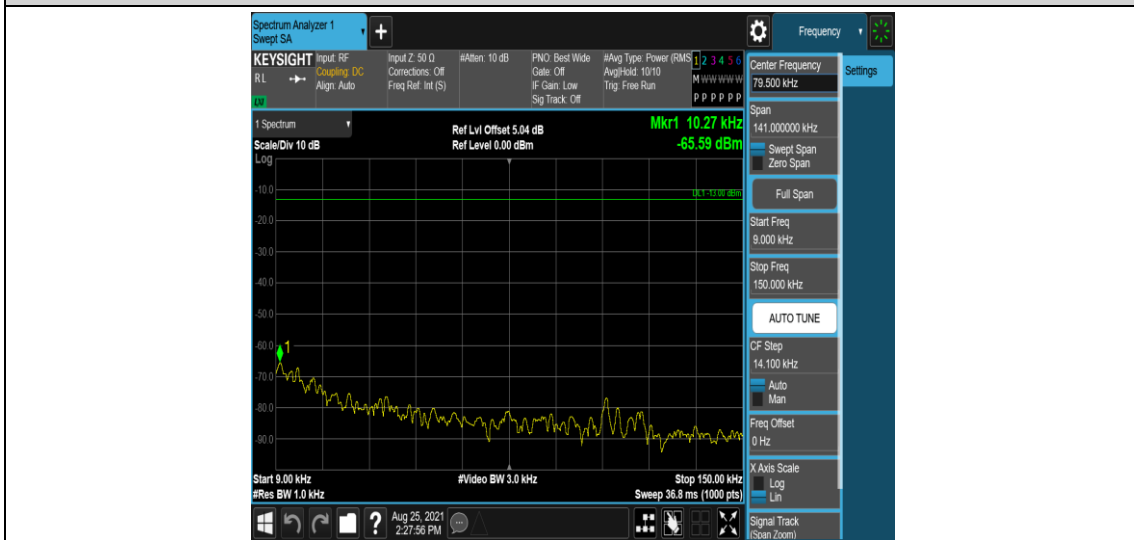 Spectrum Analyzer 1
Swept SA
+
Frequency
KEYSIGHT
RL
LXI
Input: RF
Coupling: DC
Align: Auto
Input Z: 50 Ω
Corrections: Off
Freq Ref: Int (S)
#Atten: 10 dB
PNO: Best Wide
Gate: Off
IF Gain: Low
Sig Track: Off
#Avg Type: Power (RMS
Avg|Hold: 10/10
Trig: Free Run
1 2 3 4 5 6
M W W W W W
P P P P P P
Center Frequency
79.500 kHz
Settings
Span
141.000000 kHz
Swept Span
Zero Span
Full Span
Start Freq
9.000 kHz
Stop Freq
150.000 kHz
AUTO TUNE
CF Step
14.100 kHz
Auto
Man
Freq Offset
0 Hz
X Axis Scale
Log
Lin
Signal Track
(Span Zoom)
1 Spectrum
Scale/Div 10 dB
Ref Lvl Offset 5.04 dB
Ref Level 0.00 dBm
Mkr1 10.27 kHz
-65.59 dBm
Log
DL1 -13.00 dBm
-10.0
-20.0
-30.0
-40.0
-50.0
-60.0
1
-70.0
-80.0
-90.0
Start 9.00 kHz
#Res BW 1.0 kHz
#Video BW 3.0 kHz
Stop 150.00 kHz
Sweep 36.8 ms (1000 pts)
?
Aug 25, 2021
2:27:56 PM